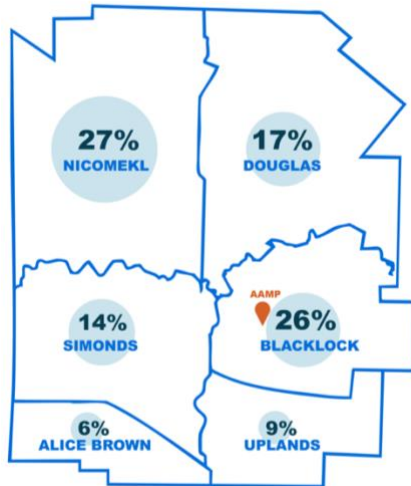 27%
NICOMEKL
17%
DOUGLAS
14%
SIMONDS
AAMP
26%
BLACKLOCK
6%
ALICE BROWN
9%
UPLANDS